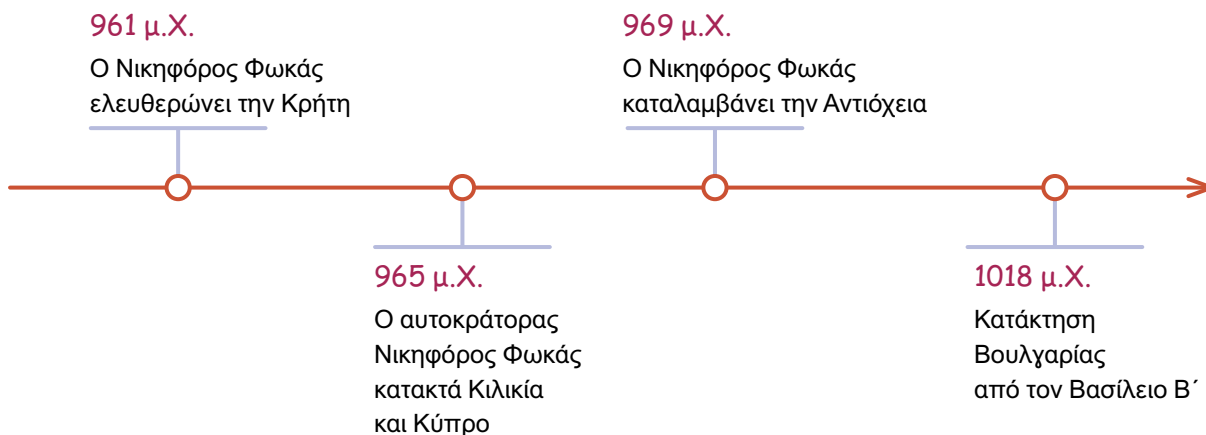 961 μ.Χ.
Ο Νικηφόρος Φωκάς
ελευθερώνει την Κρήτη
965 μ.Χ.
Ο αυτοκράτορας
Νικηφόρος Φωκάς
κατακτά Κιλικία
και Κύπρο
969 μ.Χ.
Ο Νικηφόρος Φωκάς
καταλαμβάνει την Αντιόχεια
1018 μ.Χ.
Κατάκτηση
Βουλγαρίας
από τον Βασίλειο Β΄